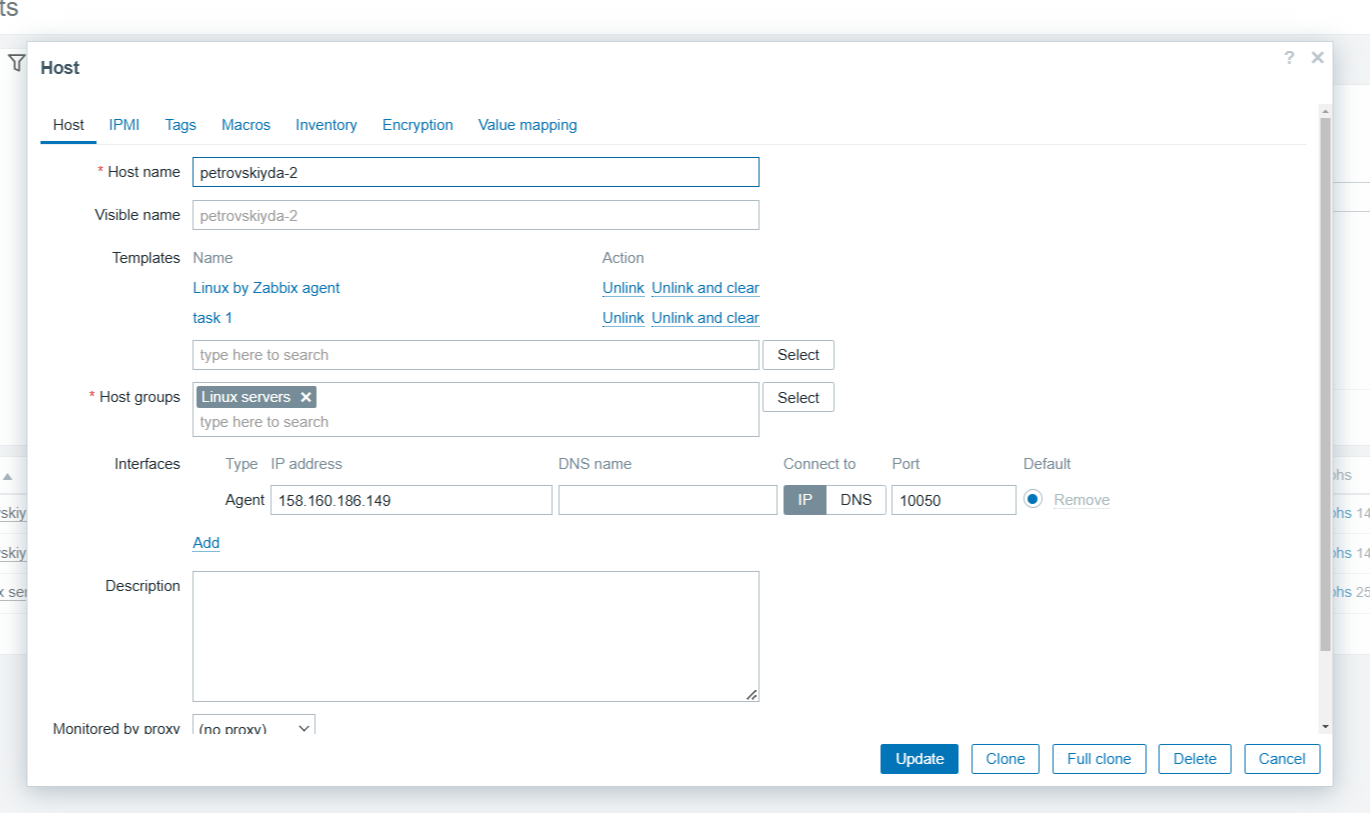 ts
Host
?
Host IPMI Tags Macros Inventory Encryption Value mapping
* Host name petrovskiyda-2
Visible name petrovskiyda-2
Templates Name Action
Linux by Zabbix agent Unlink Unlink and clear
task 1 Unlink Unlink and clear
type here to search Select
* Host groups Linux servers Select
type here to search
Interfaces Type IP address DNS name Connect to Port Default
Agent 158.160.186.149 IP DNS 10050 Remove
Add
Description
Monitored by proxy (no proxy)
Update Clone Full clone Delete Cancel
phs
skiy phs 14
skiy phs 14
x ser phs 25